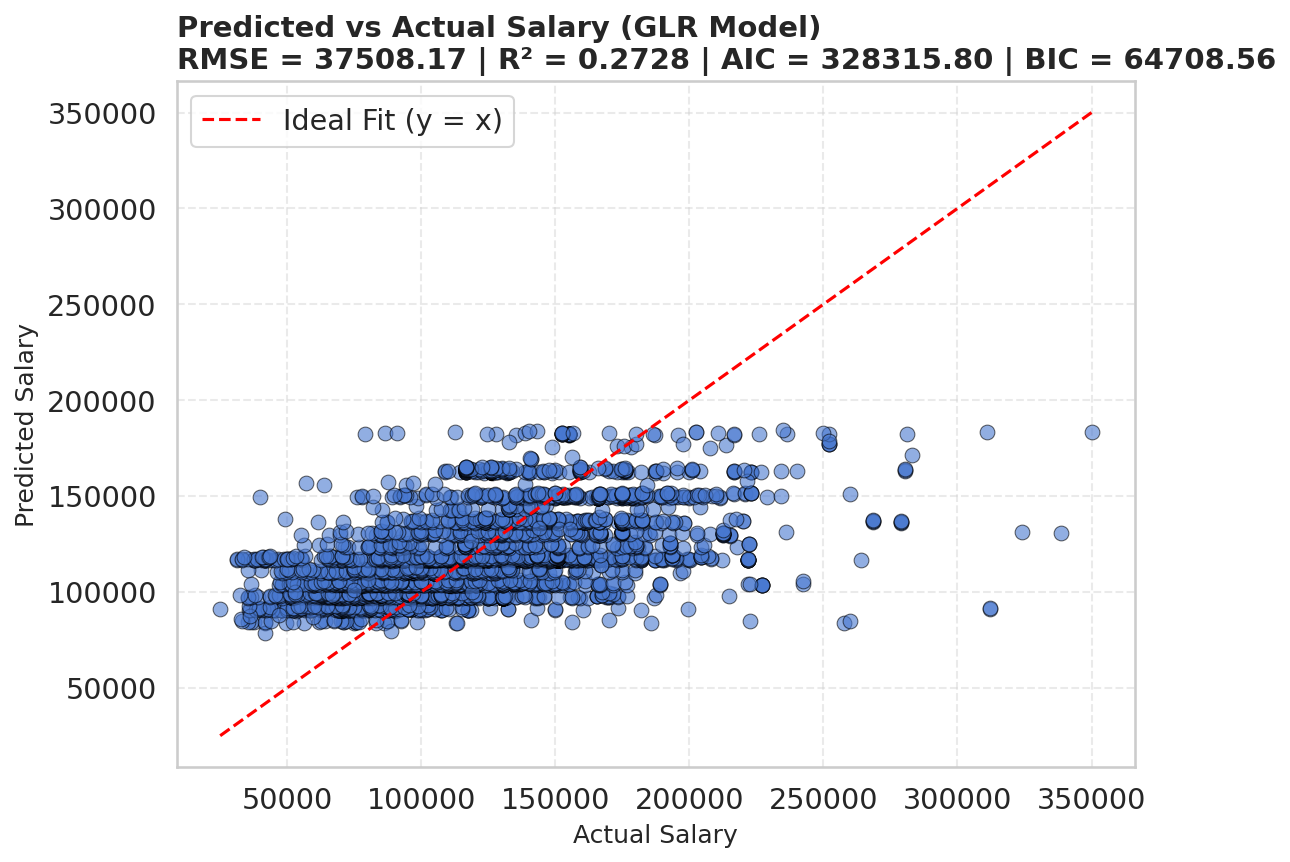 Predicted vs Actual Salary (GLR Model)
RMSE = 37508.17 | R² = 0.2728 | AIC = 328315.80 | BIC = 64708.56
Ideal Fit (y = x)
350000
300000
250000
200000
150000
100000
50000
Predicted Salary
50000 100000 150000 200000 250000 300000 350000
Actual Salary